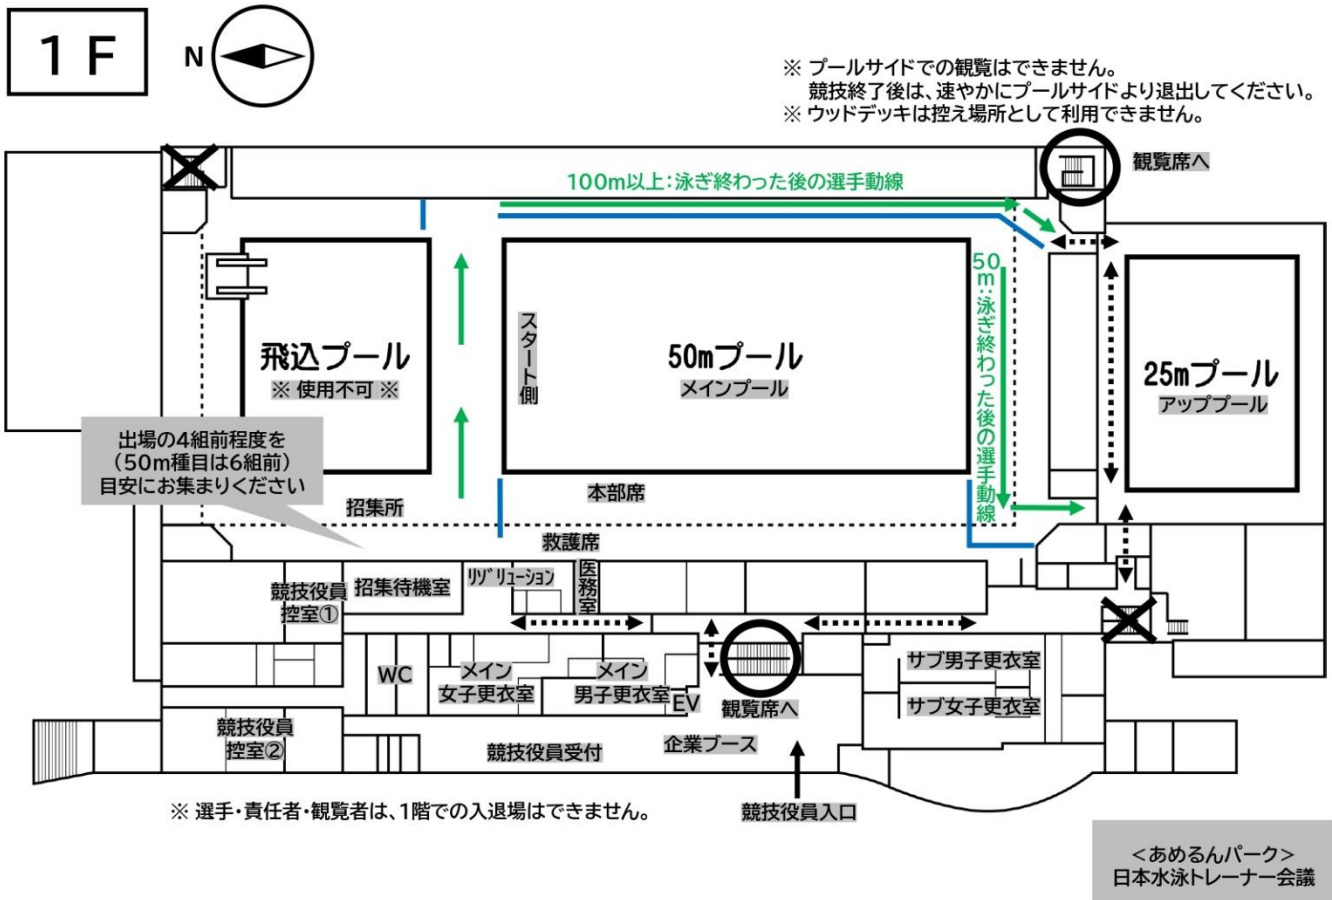 1F
N
※ プールサイドでの観覧はできません。
競技終了後は、速やかにプールサイドより退出してください。
※ ウッドデッキは控え場所として利用できません。
観覧席へ
100m以上：泳ぎ終わった後の選手動線
50m：泳ぎ終わった後の選手動線
飛込プール
※ 使用不可 ※
スタート側
50mプール
メインプール
25mプール
アッププール
出場の4組前程度を
（50m種目は6組前）
目安にお集まりください
招集所
本部席
救護席
競技役員
控室①
招集待機室
リゾリューション
医務室
WC
メイン
女子更衣室
メイン
男子更衣室
EV
観覧席へ
サブ男子更衣室
サブ女子更衣室
競技役員
控室②
競技役員受付
企業ブース
競技役員入口
※ 選手・責任者・観覧者は、1階での入退場はできません。
＜あめるんパーク＞
日本水泳トレーナー会議